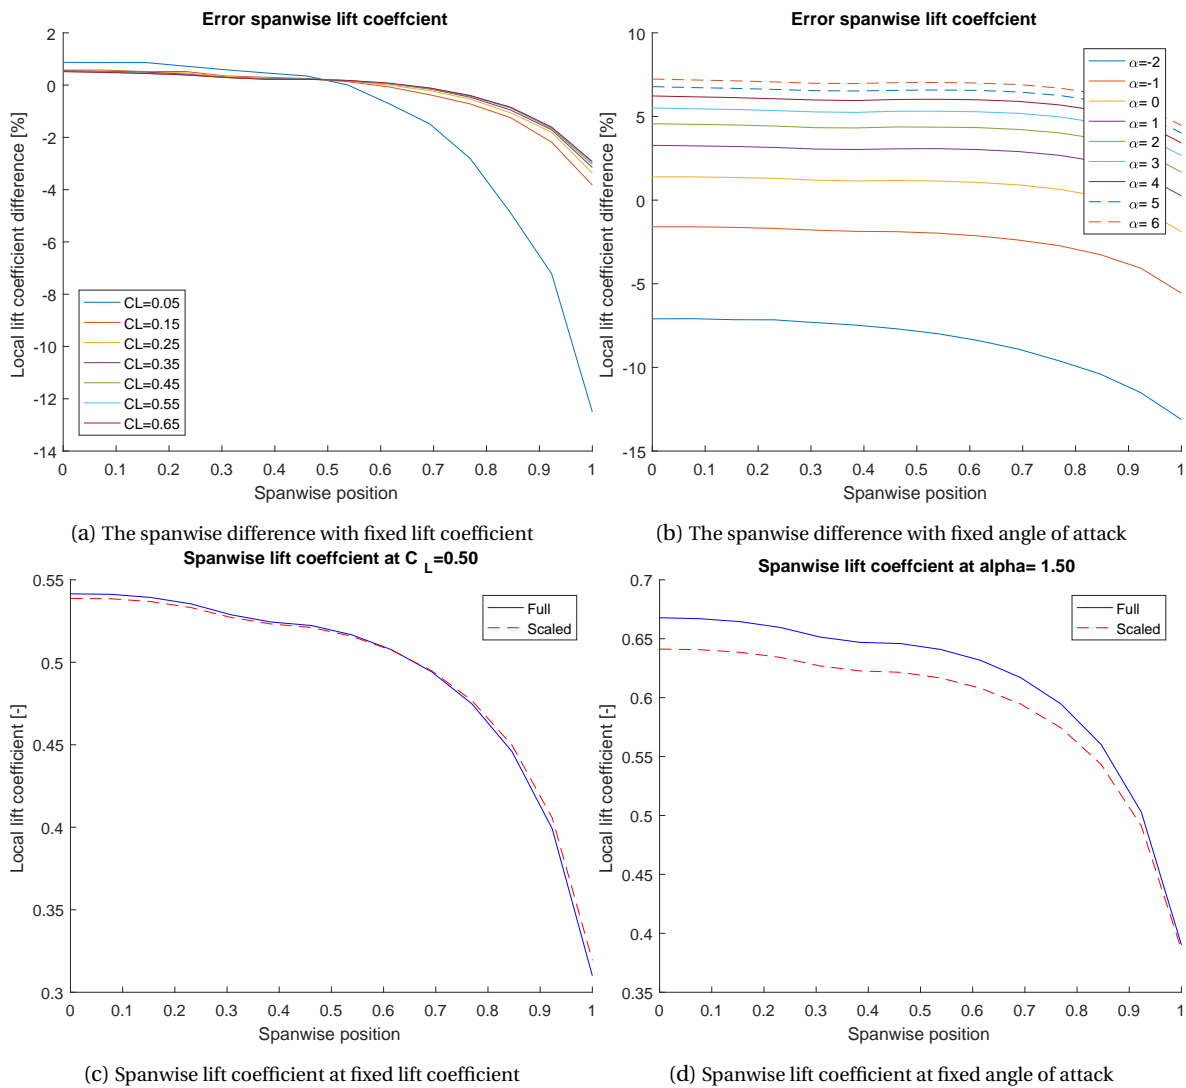 Error spanwise lift coeffcient
Local lift coefficient difference [%]
2
0
-2
-4
-6
-8
-10
-12
-14
CL=0.05
CL=0.15
CL=0.25
CL=0.35
CL=0.45
CL=0.55
CL=0.65
0 0.1 0.2 0.3 0.4 0.5 0.6 0.7 0.8 0.9 1
Spanwise position
(a) The spanwise difference with fixed lift coefficient
Error spanwise lift coeffcient
Local lift coefficient difference [%]
10
5
0
-5
-10
-15
α=-2
α=-1
α= 0
α= 1
α= 2
α= 3
α= 4
α= 5
α= 6
0 0.1 0.2 0.3 0.4 0.5 0.6 0.7 0.8 0.9 1
Spanwise position
(b) The spanwise difference with fixed angle of attack
Spanwise lift coeffcient at C L=0.50
Local lift coefficient [-]
0.55
0.5
0.45
0.4
0.35
0.3
Full
Scaled
0 0.1 0.2 0.3 0.4 0.5 0.6 0.7 0.8 0.9 1
Spanwise position
(c) Spanwise lift coefficient at fixed lift coefficient
Spanwise lift coeffcient at alpha= 1.50
Local lift coefficient [-]
0.7
0.65
0.6
0.55
0.5
0.45
0.4
0.35
Full
Scaled
0 0.1 0.2 0.3 0.4 0.5 0.6 0.7 0.8 0.9 1
Spanwise position
(d) Spanwise lift coefficient at fixed angle of attack